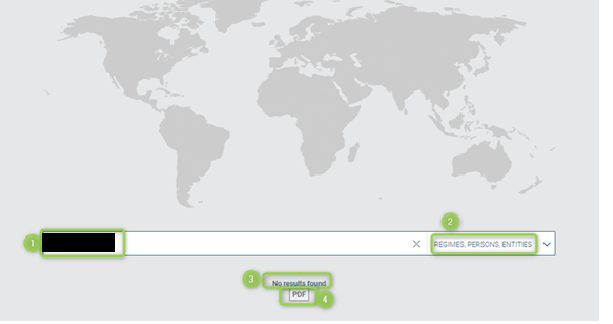 2
1
REGIMES, PERSONS, ENTITIES
3
No results found
PDF
4